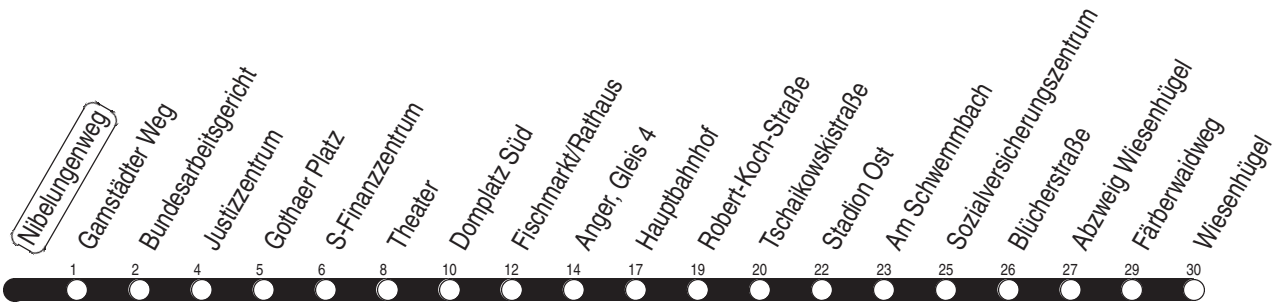 Nibelungenweg
Gamstädter Weg
Bundesarbeitsgericht
Justizzentrum
Gothaer Platz
S-Finanzzentrum
Theater
Domplatz Süd
Fischmarkt/Rathaus
Anger, Gleis 4
Hauptbahnhof
Robert-Koch-Straße
Tschaikowskistraße
Stadion Ost
Am Schwemmbach
Sozialversicherungszentrum
Blücherstraße
Abzweig Wiesenhügel
Färberwaidweg
Wiesenhügel
1 2 4 5 6 8 10 12 14 17 19 20 22 23 25 26 27 29 30